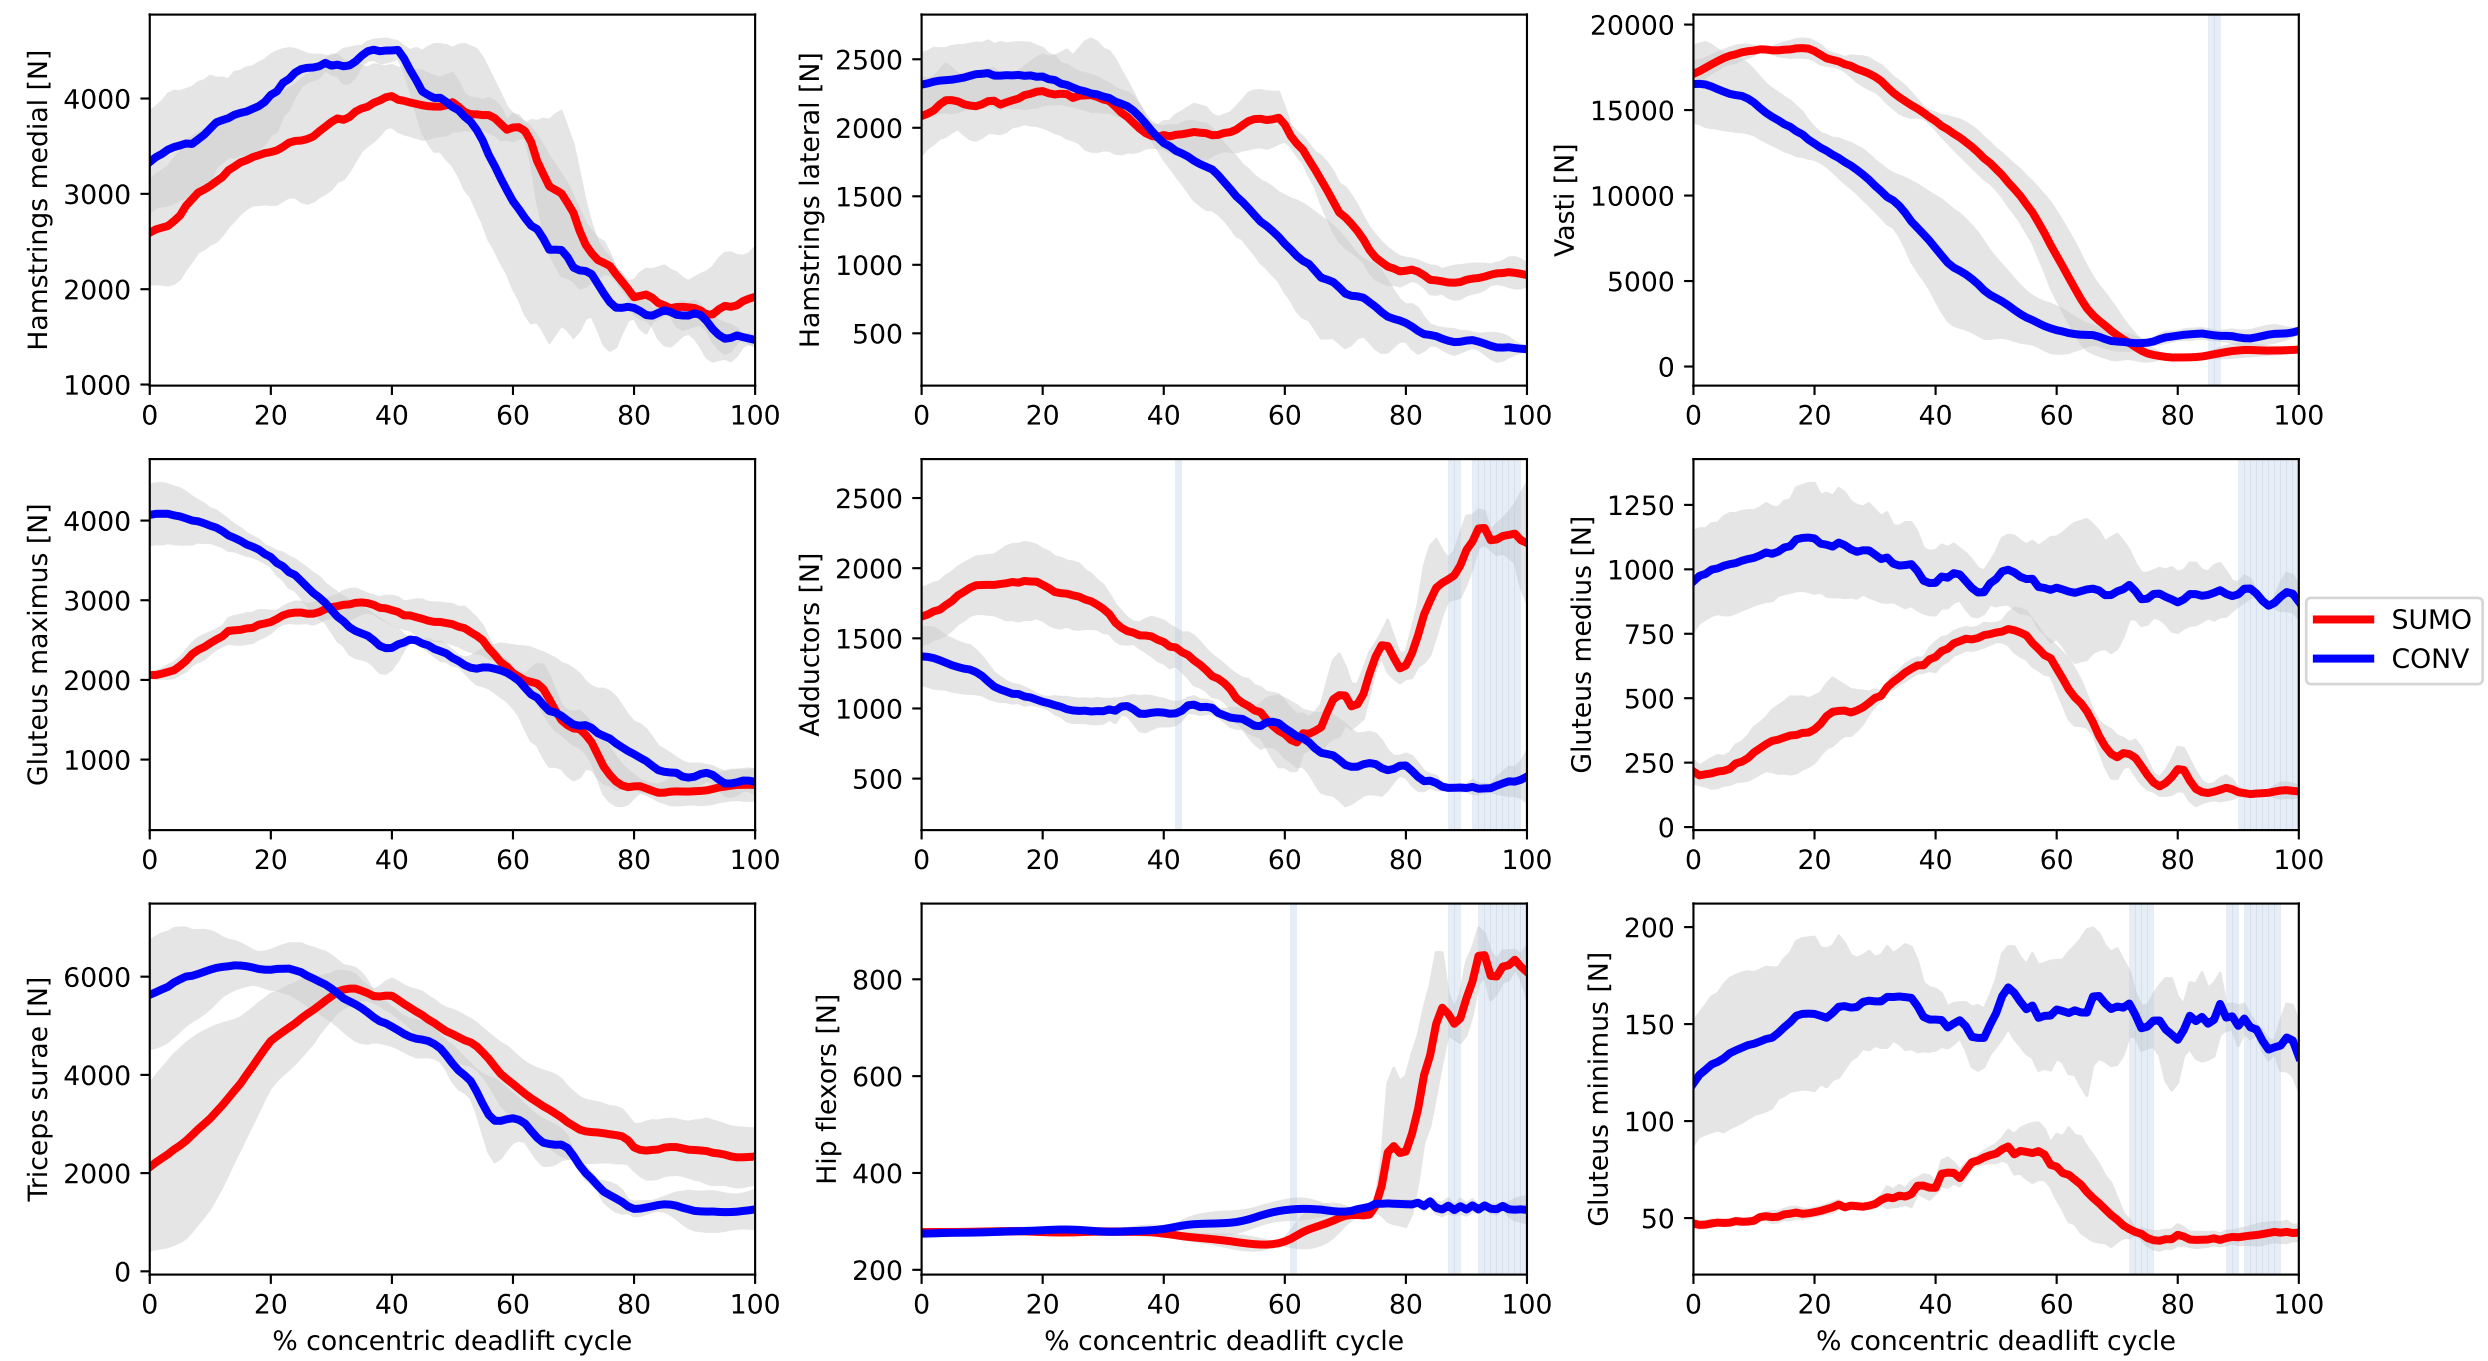 Hamstrings medial [N]
4000
3000
2000
1000
0 20 40 60 80 100
Hamstrings lateral [N]
2500
2000
1500
1000
500
0 20 40 60 80 100
Vasti [N]
20000
15000
10000
5000
0
0 20 40 60 80 100
Gluteus maximus [N]
4000
3000
2000
1000
0 20 40 60 80 100
Adductors [N]
2500
2000
1500
1000
500
0 20 40 60 80 100
Gluteus medius [N]
1250
1000
750
500
250
0
0 20 40 60 80 100
SUMO
CONV
Triceps surae [N]
6000
4000
2000
0
0 20 40 60 80 100
% concentric deadlift cycle
Hip flexors [N]
800
600
400
200
0 20 40 60 80 100
% concentric deadlift cycle
Gluteus minimus [N]
200
150
100
50
0 20 40 60 80 100
% concentric deadlift cycle